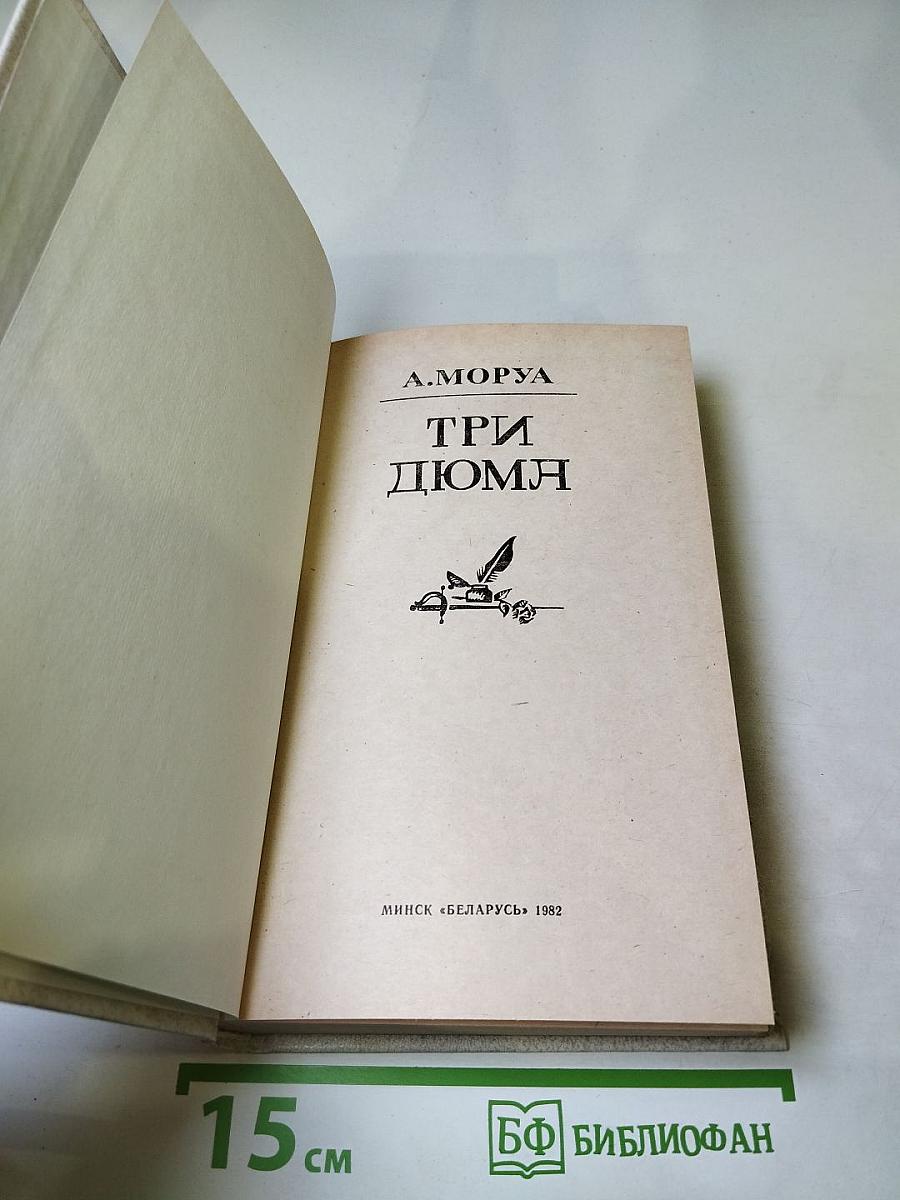 А.МОРУА
ТРИ
ДЮМА
МИНСК «БЕЛАРУСЬ» 1982
15 см
БФ БИБЛИОФАН